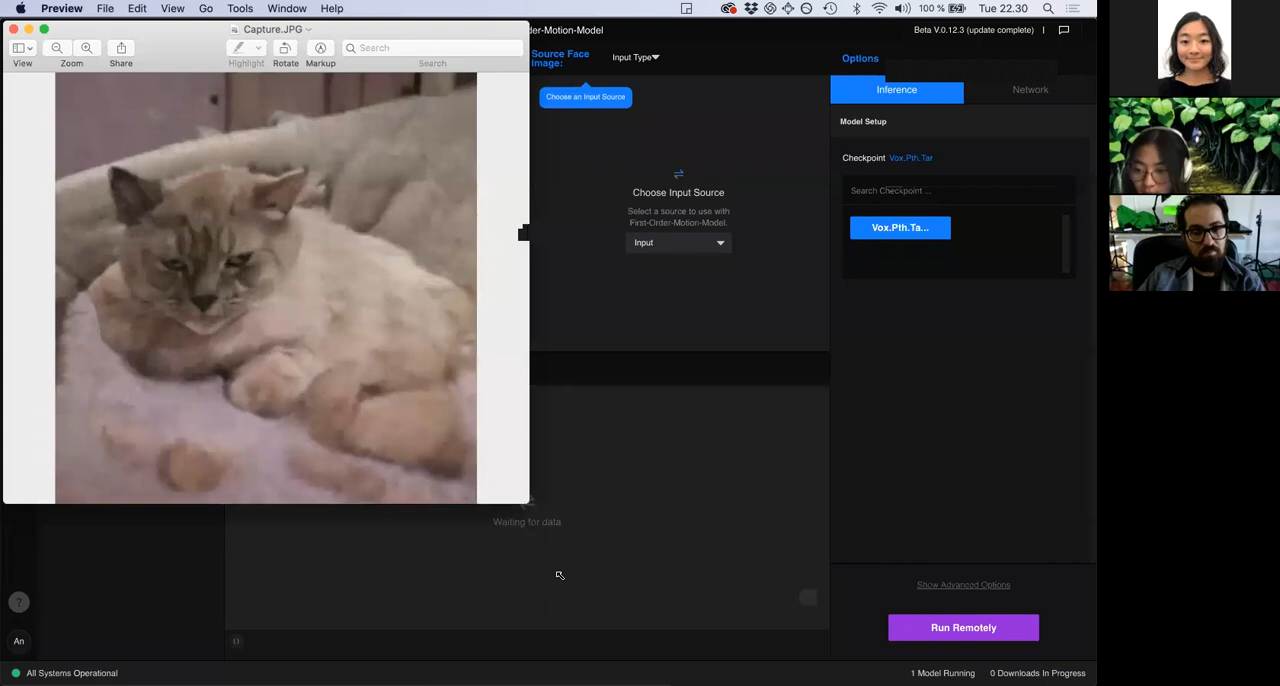 Preview File Edit View Go Tools Window Help 100 % Tue 22.30
Capture.JPG
View Zoom Share Highlight Rotate Markup Search
Search
der-Motion-Model
Beta V.0.12.3 (update complete)
Source Face Image:
Input Type
Options
Choose an Input Source
Inference Network
Model Setup
Checkpoint Vox.Pth.Tar
Search Checkpoint ...
Vox.Pth.Ta...
Choose Input Source
Select a source to use with
First-Order-Motion-Model.
Input
Waiting for data
Show Advanced Options
Run Remotely
?
An
All Systems Operational
1 Model Running 0 Downloads In Progress